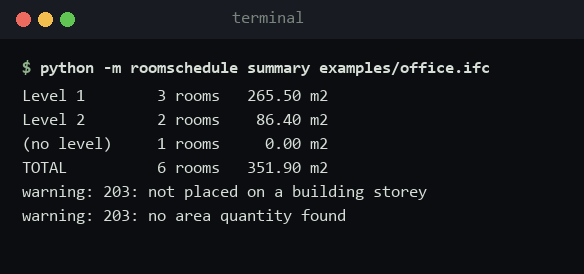 terminal
$ python -m roomschedule summary examples/office.ifc
Level 1        3 rooms   265.50 m2
Level 2        2 rooms    86.40 m2
(no level)     1 rooms     0.00 m2
TOTAL          6 rooms   351.90 m2
warning: 203: not placed on a building storey
warning: 203: no area quantity found